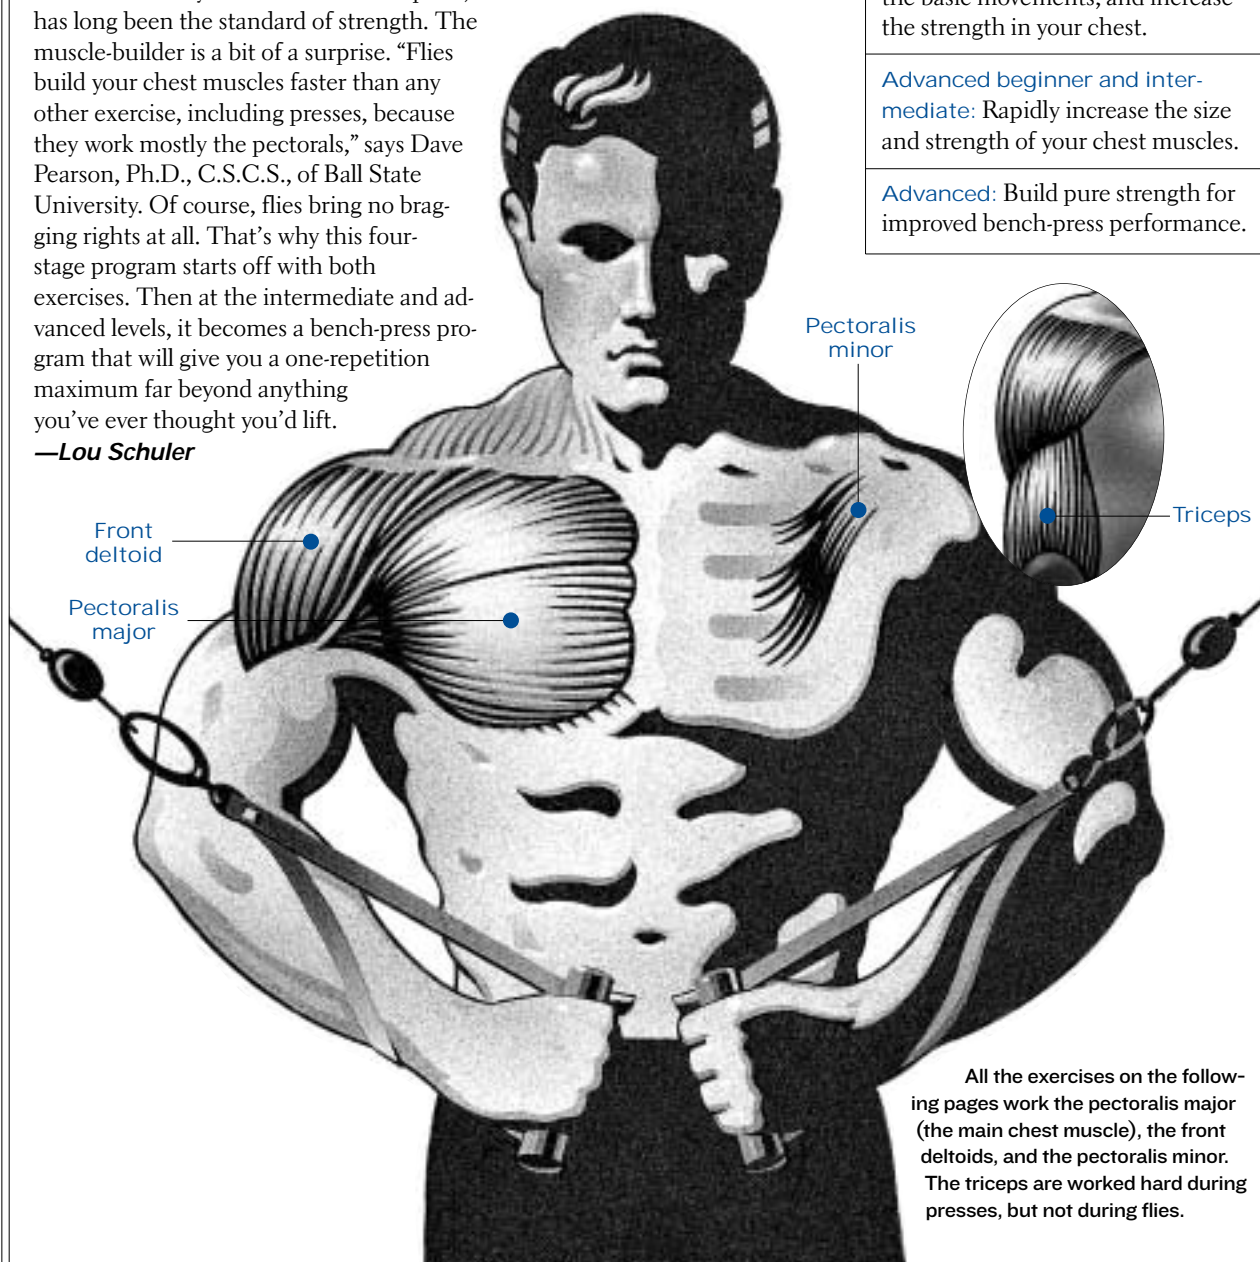 has long been the standard of strength. The
muscle-builder is a bit of a surprise. “Flies
build your chest muscles faster than any
other exercise, including presses, because
they work mostly the pectorals,” says Dave
Pearson, Ph.D., C.S.C.S., of Ball State
University. Of course, flies bring no brag-
ging rights at all. That’s why this four-
stage program starts off with both
exercises. Then at the intermediate and ad-
vanced levels, it becomes a bench-press pro-
gram that will give you a one-repetition
maximum far beyond anything
you’ve ever thought you’d lift.
—Lou Schuler
the basic movements, and increase
the strength in your chest.
Advanced beginner and inter-
mediate: Rapidly increase the size
and strength of your chest muscles.
Advanced: Build pure strength for
improved bench-press performance.
Pectoralis
minor
Triceps
Front
deltoid
Pectoralis
major
All the exercises on the follow-
ing pages work the pectoralis major
(the main chest muscle), the front
deltoids, and the pectoralis minor.
The triceps are worked hard during
presses, but not during flies.